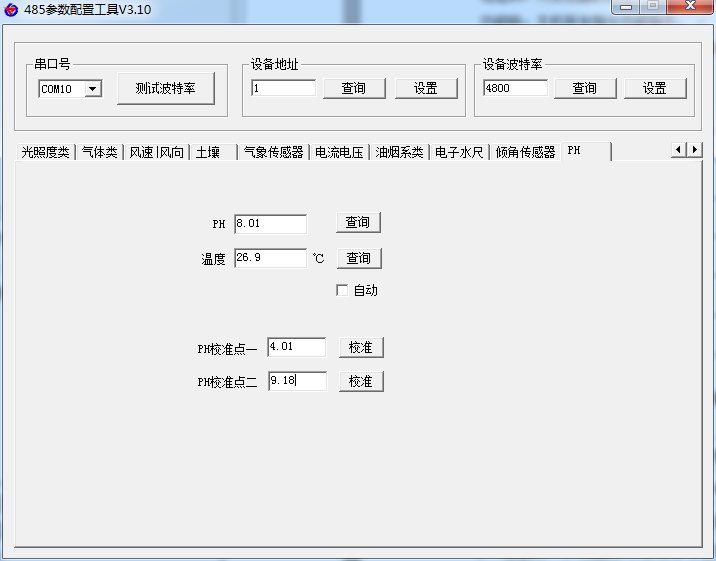 485参数配置工具V3.10
串口号
COM10
测试波特率
设备地址
1
查询
设置
设备波特率
4800
查询
设置
光照度类
气体类
风速|风向
土壤
气象传感器
电流电压
油烟系类
电子水尺
倾角传感器
PH
PH
8.01
查询
温度
26.9
℃
查询
自动
PH校准点一
4.01
校准
PH校准点二
9.18
校准